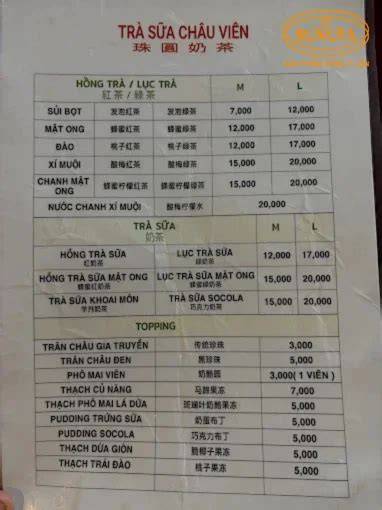 TRÀ SỮA CHÂU VIÊN
珠圓奶茶
HỒNG TRÀ / LỤC TRÀ M L
紅茶 / 綠茶
SỦI BỌT 发泡红茶 发泡绿茶 7,000 12,000
MẬT ONG 蜂蜜红茶 蜂蜜绿茶 12,000 17,000
ĐÀO 桃子红茶 桃子绿茶 12,000 17,000
XÍ MUỘI 酸梅红茶 酸梅绿茶 15,000 20,000
CHANH MẬT ONG 蜂蜜柠檬红茶 蜂蜜柠檬绿茶 15,000 20,000
NƯỚC CHANH XÍ MUỘI 酸梅柠檬水 20,000
TRÀ SỮA M L
奶茶
HỒNG TRÀ SỮA LỤC TRÀ SỮA 12,000 17,000
红奶茶 绿奶茶
HỒNG TRÀ SỮA MẬT ONG LỤC TRÀ SỮA MẬT ONG 15,000 20,000
蜂蜜红奶茶 蜂蜜绿奶茶
TRÀ SỮA KHOAI MÔN TRÀ SỮA SOCOLA 15,000 20,000
芋头奶茶 巧克力奶茶
TOPPING
TRÂN CHÂU GIA TRUYỀN 传统珍珠 3,000
TRÂN CHÂU ĐEN 黑珍珠 5,000
PHÔ MAI VIÊN 奶酪圆 3,000( 1 VIÊN )
THẠCH CỦ NĂNG 马蹄果冻 7,000
THẠCH PHÔ MAI LÁ DỨA 斑斓叶奶酪果冻 5,000
PUDDING TRỨNG SỮA 奶蛋布丁 5,000
PUDDING SOCOLA 巧克力布丁 5,000
THẠCH DỪA GIÒN 脆椰子果冻 5,000
THẠCH TRÁI ĐÀO 桃子果冻 5,000